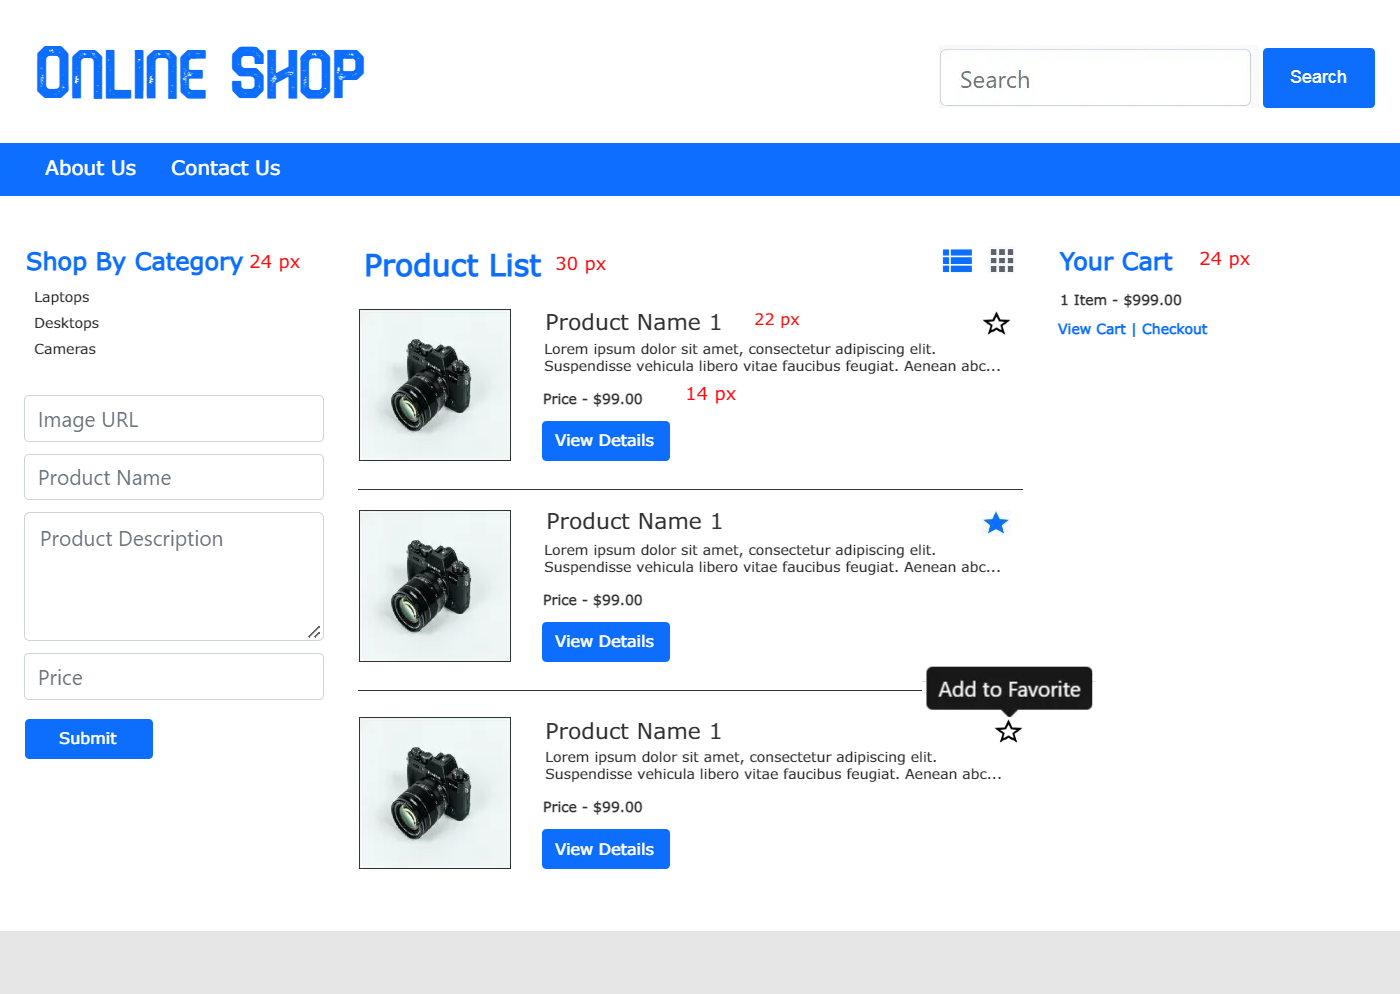 Online Shop
Search
Search
About Us
Contact Us
Shop By Category 24 px
Laptops
Desktops
Cameras
Image URL
Product Name
Product Description
Price
Submit
Product List 30 px
Product Name 1 22 px
Lorem ipsum dolor sit amet, consectetur adipiscing elit.
Suspendisse vehicula libero vitae faucibus feugiat. Aenean abc...
Price - $99.00 14 px
View Details
Product Name 1
Lorem ipsum dolor sit amet, consectetur adipiscing elit.
Suspendisse vehicula libero vitae faucibus feugiat. Aenean abc...
Price - $99.00
View Details
Add to Favorite
Product Name 1
Lorem ipsum dolor sit amet, consectetur adipiscing elit.
Suspendisse vehicula libero vitae faucibus feugiat. Aenean abc...
Price - $99.00
View Details
Your Cart 24 px
1 Item - $999.00
View Cart | Checkout